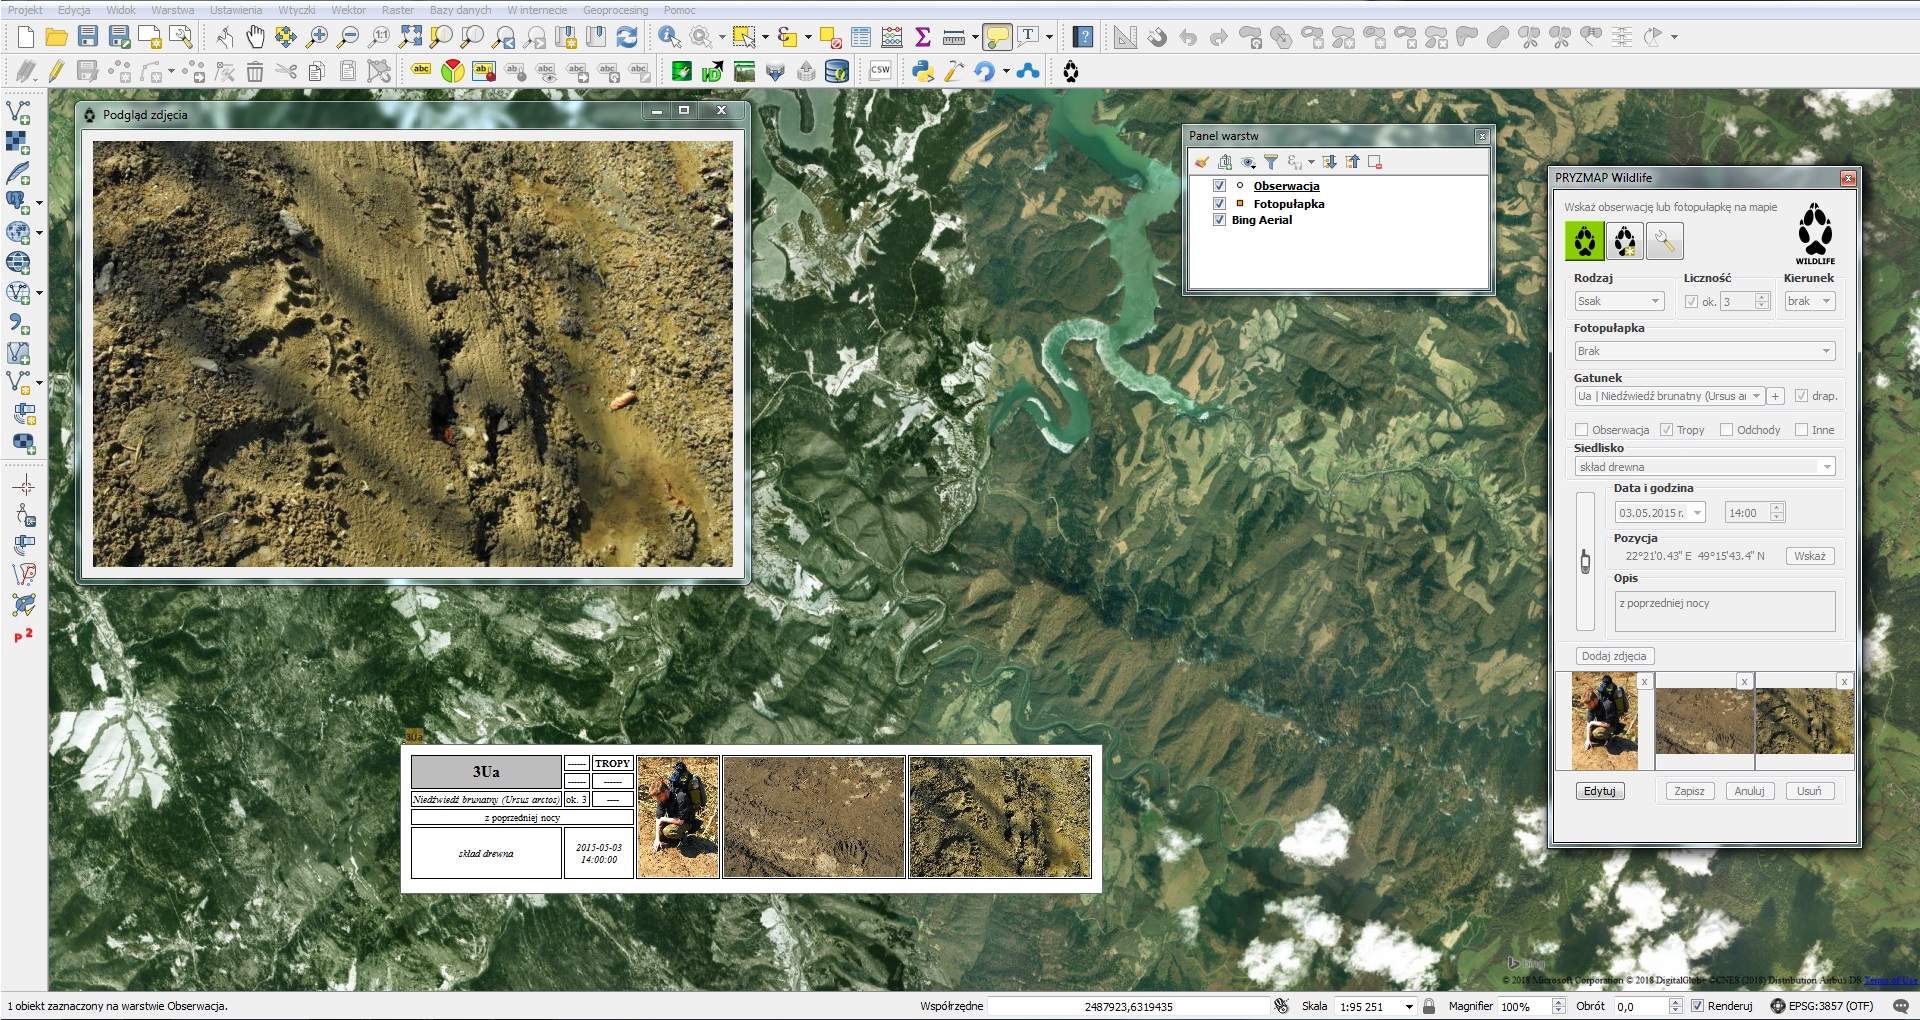 Projekt Edycja Widok Warstwa Ustawienia Wtyczki Wektor Raster Bazy danych W internecie Geoprocesing Pomoc
abc abc
CSW
Podgląd zdjęcia
Panel warstw
Obserwacja
Fotopułapka
Bing Aerial
PRYZMAP Wildlife
Wskaż obserwację lub fotopułapkę na mapie
WILDLIFE
Rodzaj Liczność Kierunek
Ssak ok. 3 brak
Fotopułapka
Brak
Gatunek
Ua | Niedźwiedź brunatny (Ursus ar + drap.
Obserwacja Tropy Odchody Inne
Siedlisko
skład drewna
Data i godzina
03.05.2015 r. 14:00
Pozycja
22°21'0.43" E 49°15'43.4" N Wskaż
Opis
z poprzedniej nocy
Dodaj zdjęcia
x x x
Edytuj Zapisz Anuluj Usuń
P 2
3Ua
3Ua ------ TROPY
------ ------
Niedźwiedź brunatny (Ursus arctos) ok. 3 ----
z poprzedniej nocy
skład drewna 2015-05-03
14:00:00
bing
© 2018 Microsoft Corporation © 2018 DigitalGlobe ©CNES (2018) Distribution Airbus DS Terms of Use
1 obiekt zaznaczony na warstwie Obserwacja. Współrzędne 2487923,6319435 Skala 1:95 251 Magnifier 100% Obrót 0,0 Renderuj EPSG:3857 (OTF)